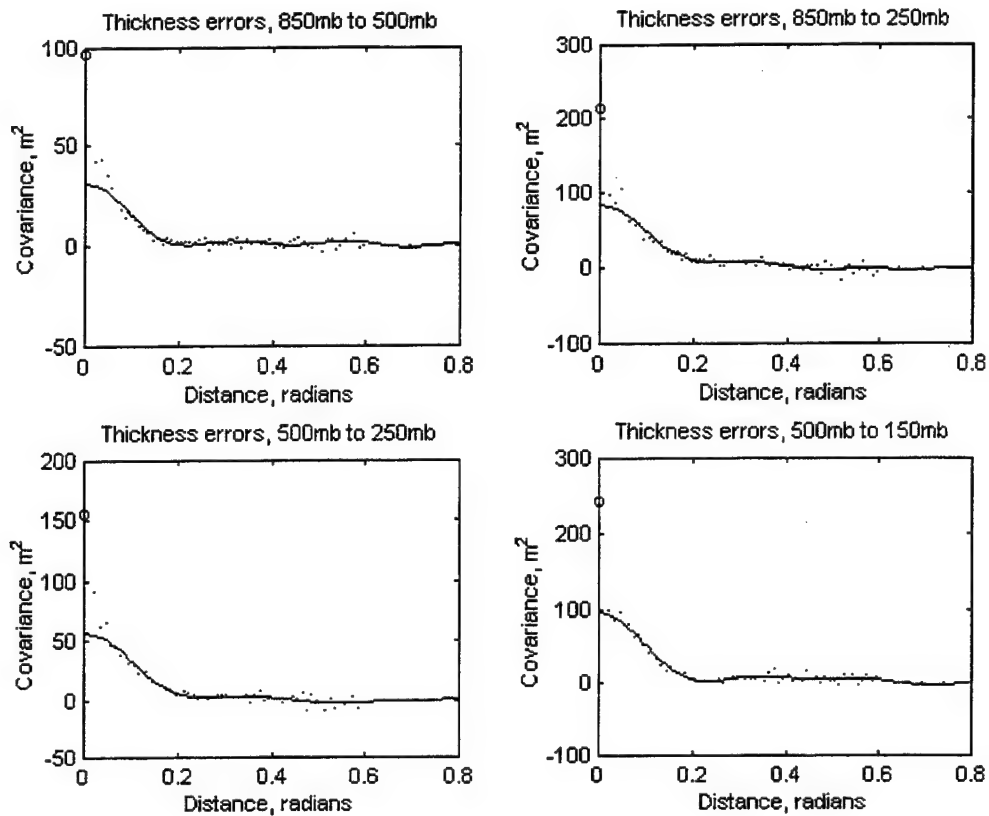 Thickness errors, 850mb to 500mb
100
50
0
-50
Covariance, m²
0 0.2 0.4 0.6 0.8
Distance, radians
Thickness errors, 850mb to 250mb
300
200
100
0
-100
Covariance, m²
0 0.2 0.4 0.6 0.8
Distance, radians
Thickness errors, 500mb to 250mb
200
150
100
50
0
-50
Covariance, m²
0 0.2 0.4 0.6 0.8
Distance, radians
Thickness errors, 500mb to 150mb
300
200
100
0
-100
Covariance, m²
0 0.2 0.4 0.6 0.8
Distance, radians